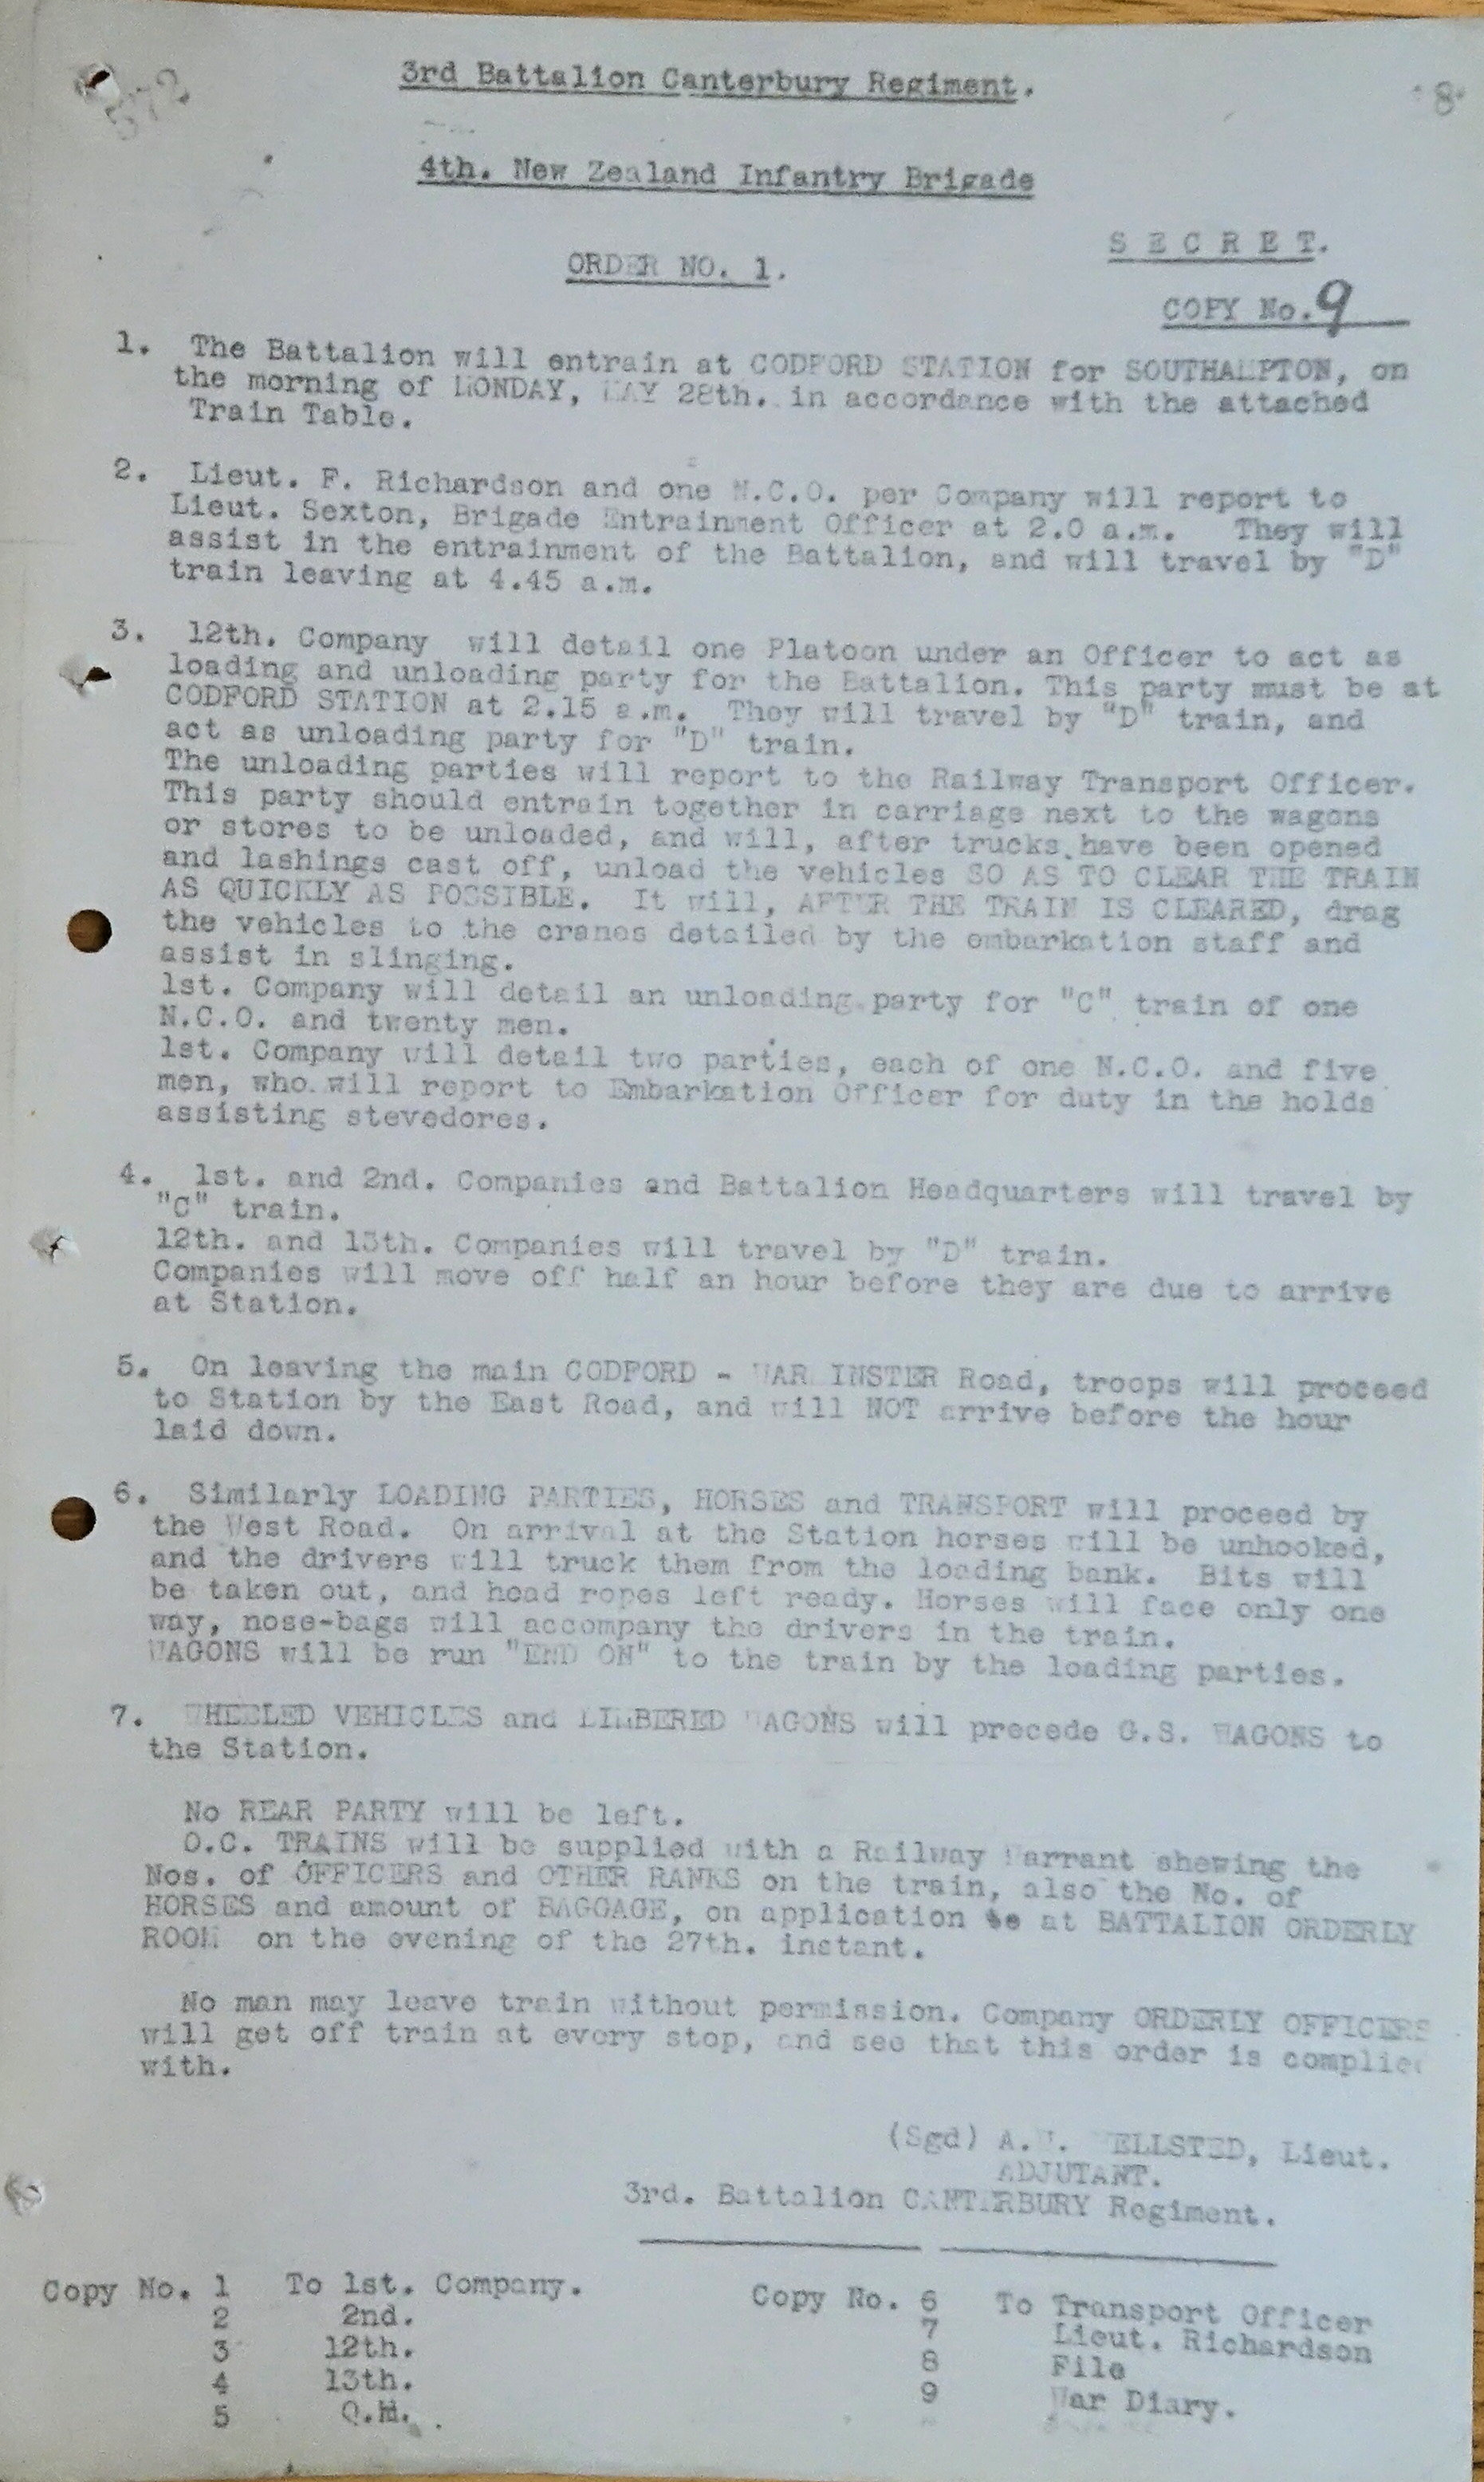 572
8
3rd Battalion Canterbury Regiment.
4th. New Zealand Infantry Brigade
S E C R E T.
ORDER NO. 1.
COPY No. 9
1. The Battalion will entrain at CODFORD STATION for SOUTHAMPTON, on
the morning of MONDAY, MAY 28th. in accordance with the attached
Train Table.
2. Lieut. F. Richardson and one N.C.O. per Company will report to
Lieut. Sexton, Brigade Entrainment Officer at 2.0 a.m. They will
assist in the entrainment of the Battalion, and will travel by "D"
train leaving at 4.45 a.m.
3. 12th. Company will detail one Platoon under an Officer to act as
loading and unloading party for the Battalion. This party must be at
CODFORD STATION at 2.15 a.m. They will travel by "D" train, and
act as unloading party for "D" train.
The unloading parties will report to the Railway Transport Officer.
This party should entrain together in carriage next to the wagons
or stores to be unloaded, and will, after trucks have been opened
and lashings cast off, unload the vehicles SO AS TO CLEAR THE TRAIN
AS QUICKLY AS POSSIBLE. It will, AFTER THE TRAIN IS CLEARED, drag
the vehicles to the cranes detailed by the embarkation staff and
assist in slinging.
1st. Company will detail an unloading party for "C" train of one
N.C.O. and twenty men.
1st. Company will detail two parties, each of one N.C.O. and five
men, who will report to Embarkation Officer for duty in the holds
assisting stevedores.
4. 1st. and 2nd. Companies and Battalion Headquarters will travel by
"C" train.
12th. and 13th. Companies will travel by "D" train.
Companies will move off half an hour before they are due to arrive
at Station.
5. On leaving the main CODFORD - WARMINSTER Road, troops will proceed
to Station by the East Road, and will NOT arrive before the hour
laid down.
6. Similarly LOADING PARTIES, HORSES and TRANSPORT will proceed by
the West Road. On arrival at the Station horses will be unhooked,
and the drivers will truck them from the loading bank. Bits will
be taken out, and head ropes left ready. Horses will face only one
way, nose-bags will accompany the drivers in the train.
WAGONS will be run "END ON" to the train by the loading parties.
7. WHEELED VEHICLES and LIMBERED WAGONS will precede G.S. WAGONS to
the Station.
No REAR PARTY will be left.
O.C. TRAINS will be supplied with a Railway Warrant shewing the
Nos. of OFFICERS and OTHER RANKS on the train, also the No. of
HORSES and amount of BAGGAGE, on application to at BATTALION ORDERLY
ROOM on the evening of the 27th. instant.
No man may leave train without permission. Company ORDERLY OFFICERS
will get off train at every stop, and see that this order is complied
with.
(Sgd) A. WELLSTED, Lieut.
ADJUTANT.
3rd. Battalion CANTERBURY Regiment.
Copy No. 1 To 1st. Company. Copy No. 6 To Transport Officer
2 2nd. 7 Lieut. Richardson
3 12th. 8 File
4 13th. 9 War Diary.
5 Q.M.